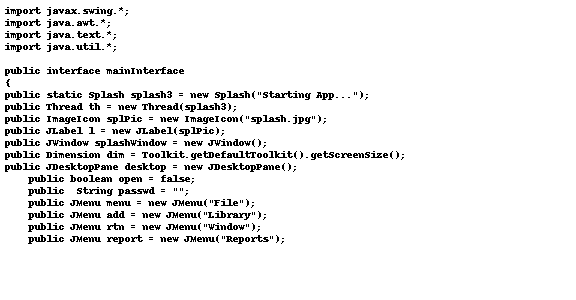 import javax.swing.*;
import java.awt.*;
import java.text.*;
import java.util.*;

public interface mainInterface
{
public static Splash splash3 = new Splash("Starting App...");
public Thread th = new Thread(splash3);
public ImageIcon splPic = new ImageIcon("splash.jpg");
public JLabel l = new JLabel(splPic);
public JWindow splashWindow = new JWindow();
public Dimension dim = Toolkit.getDefaultToolkit().getScreenSize();
public JDesktopPane desktop = new JDesktopPane();
    public boolean open = false;
    public  String passwd = "";
    public JMenu menu = new JMenu("File");
    public JMenu add = new JMenu("Library");
    public JMenu rtn = new JMenu("Window");
    public JMenu report = new JMenu("Reports");